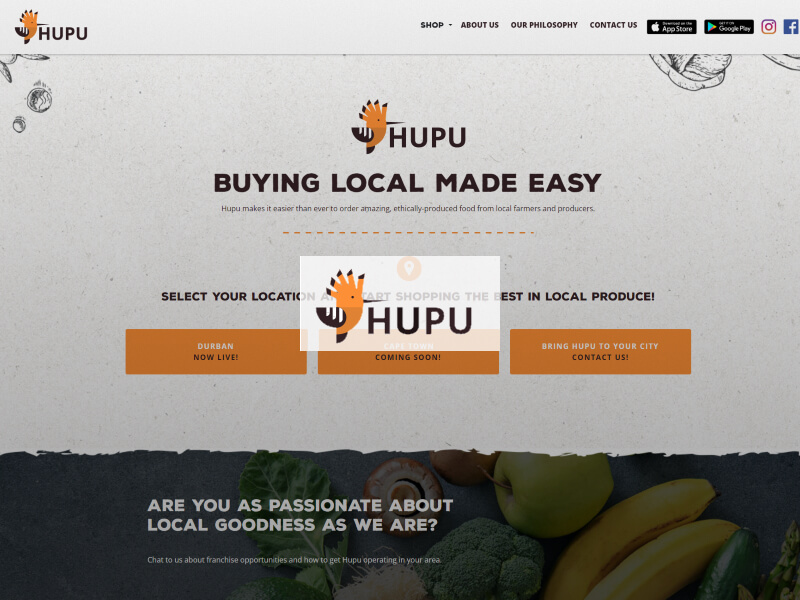 HUPU
SHOP
ABOUT US
OUR PHILOSOPHY
CONTACT US
Download on the
App Store
GET IT ON
Google Play
HUPU
BUYING LOCAL MADE EASY
Hupu makes it easier than ever to order amazing, ethically-produced food from local farmers and producers.
SELECT YOUR LOCATION AND START SHOPPING THE BEST IN LOCAL PRODUCE!
HUPU
DURBAN
NOW LIVE!
CAPE TOWN
COMING SOON!
BRING HUPU TO YOUR CITY
CONTACT US!
ARE YOU AS PASSIONATE ABOUT
LOCAL GOODNESS AS WE ARE?
Chat to us about franchise opportunities and how to get Hupu operating in your area.